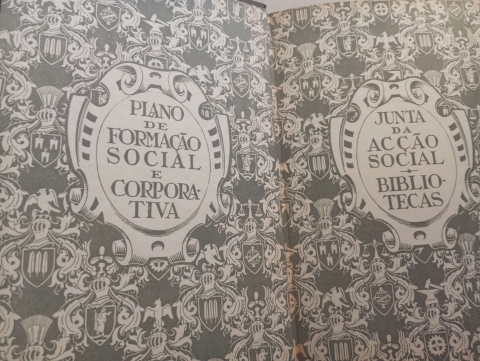 PLANO
DE
FORMAÇÃO
SOCIAL
E
CORPORA-
TIVA
JUNTA
DA
ACÇÃO
SOCIAL
BIBLIO-
TECAS